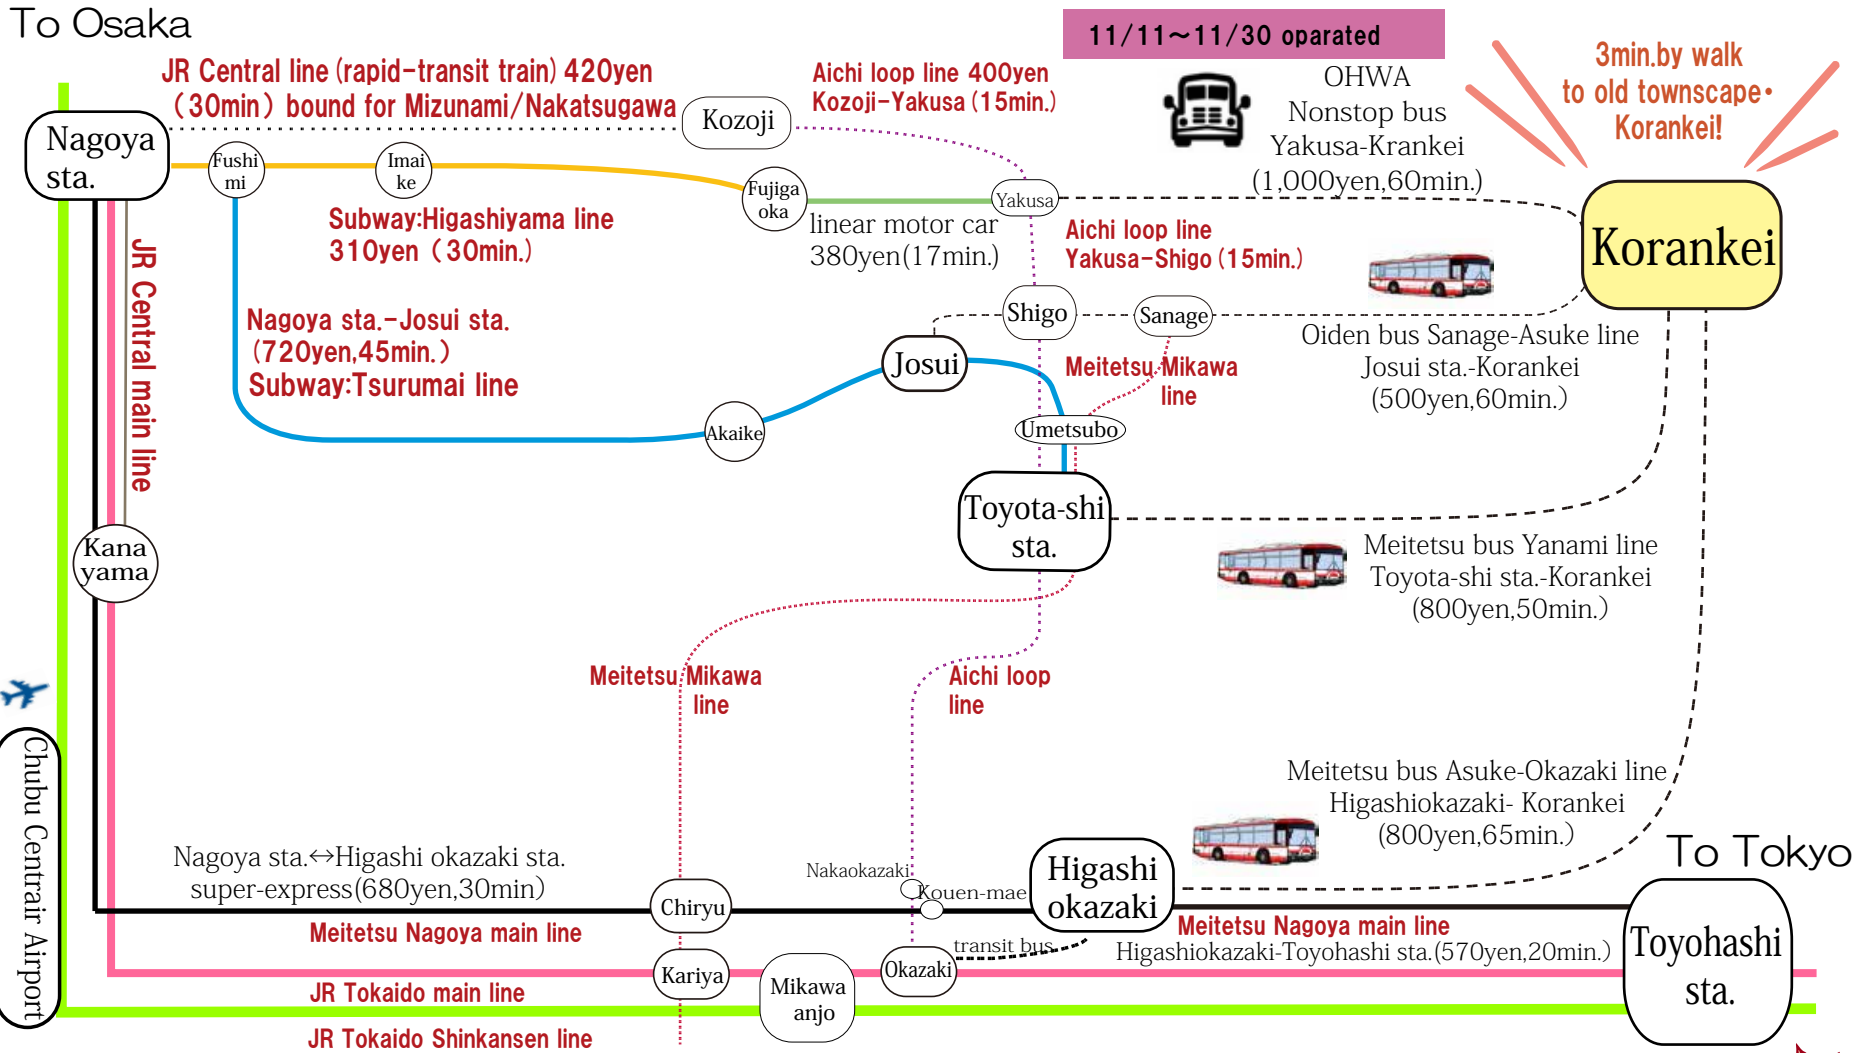 To Osaka
11/11～11/30 oparated
JR Central line (rapid-transit train) 420yen
（30min） bound for Mizunami/Nakatsugawa
Aichi loop line 400yen
Kozoji-Yakusa (15min.)
OHWA
Nonstop bus
Yakusa-Krankei
(1,000yen,60min.)
3min.by walk
to old townscape・
Korankei!
Nagoya
sta.
Kozoji
Fushi
mi
Imai
ke
Fujiga
oka
Yakusa
Korankei
Subway:Higashiyama line
310yen（30min.)
linear motor car
380yen(17min.)
Aichi loop line
Yakusa-Shigo (15min.)
JR Central main line
Nagoya sta.-Josui sta.
(720yen,45min.)
Subway:Tsurumai line
Shigo
Sanage
Josui
Meitetsu Mikawa
line
Oiden bus Sanage-Asuke line
Josui sta.-Korankei
(500yen,60min.)
Akaike
Umetsubo
Toyota-shi
sta.
Kana
yama
Meitetsu bus Yanami line
Toyota-shi sta.-Korankei
(800yen,50min.)
Meitetsu Mikawa
line
Aichi loop
line
Chubu Centrair Airport
Meitetsu bus Asuke-Okazaki line
Higashiokazaki- Korankei
(800yen,65min.)
To Tokyo
Nagoya sta.↔Higashi okazaki sta.
super-express(680yen,30min)
Nakaokazaki
Kouen-mae
Higashi
okazaki
Chiryu
Meitetsu Nagoya main line
Meitetsu Nagoya main line
transit bus
Higashiokazaki-Toyohashi sta.(570yen,20min.)
Toyohashi
sta.
Kariya
Mikawa
anjo
Okazaki
JR Tokaido main line
JR Tokaido Shinkansen line